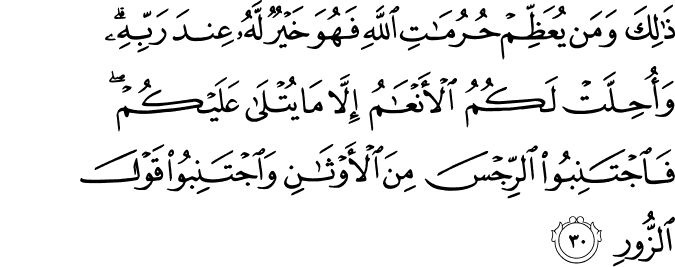 ذَٰلِكَ وَمَن يُعَظِّمْ حُرُمَٰتِ ٱللَّهِ فَهُوَ خَيْرٌ لَّهُۥ عِندَ رَبِّهِۦ ۗ
وَأُحِلَّتْ لَكُمُ ٱلْأَنْعَٰمُ إِلَّا مَا يُتْلَىٰ عَلَيْكُمْ ۖ
فَٱجْتَنِبُوا۟ ٱلرِّجْسَ مِنَ ٱلْأَوْثَٰنِ وَٱجْتَنِبُوا۟ قَوْلَ
ٱلزُّورِ ٣٠